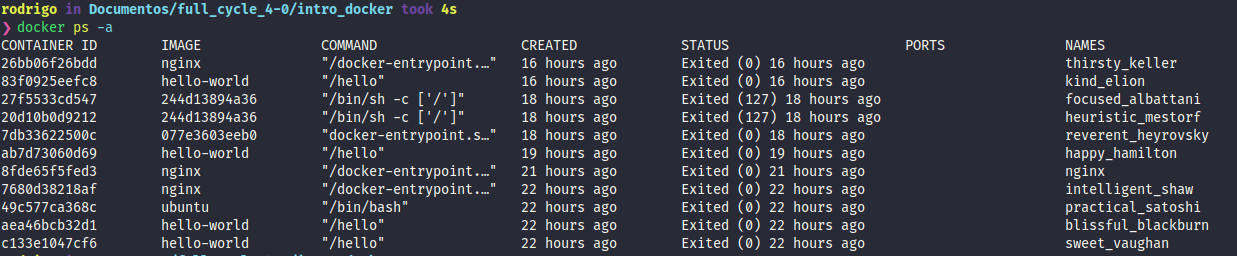 rodrigo in Documentos/full_cycle_4-0/intro_docker took 4s
❯ docker ps -a
CONTAINER ID IMAGE COMMAND CREATED STATUS PORTS NAMES
26bb06f26bdd nginx "/docker-entrypoint.…" 16 hours ago Exited (0) 16 hours ago thirsty_keller
83f0925eefc8 hello-world "/hello" 16 hours ago Exited (0) 16 hours ago kind_elion
27f5533cd547 244d13894a36 "/bin/sh -c ['/']" 18 hours ago Exited (127) 18 hours ago focused_albattani
20d10b0d9212 244d13894a36 "/bin/sh -c ['/']" 18 hours ago Exited (127) 18 hours ago heuristic_mestorf
7db33622500c 077e3603eeb0 "docker-entrypoint.s…" 18 hours ago Exited (0) 18 hours ago reverent_heyrovsky
ab7d73060d69 hello-world "/hello" 19 hours ago Exited (0) 19 hours ago happy_hamilton
8fde65f5fed3 nginx "/docker-entrypoint.…" 21 hours ago Exited (0) 21 hours ago nginx
7680d38218af nginx "/docker-entrypoint.…" 22 hours ago Exited (0) 22 hours ago intelligent_shaw
49c577ca368c ubuntu "/bin/bash" 22 hours ago Exited (0) 22 hours ago practical_satoshi
aea46bcb32d1 hello-world "/hello" 22 hours ago Exited (0) 22 hours ago blissful_blackburn
c133e1047cf6 hello-world "/hello" 22 hours ago Exited (0) 22 hours ago sweet_vaughan